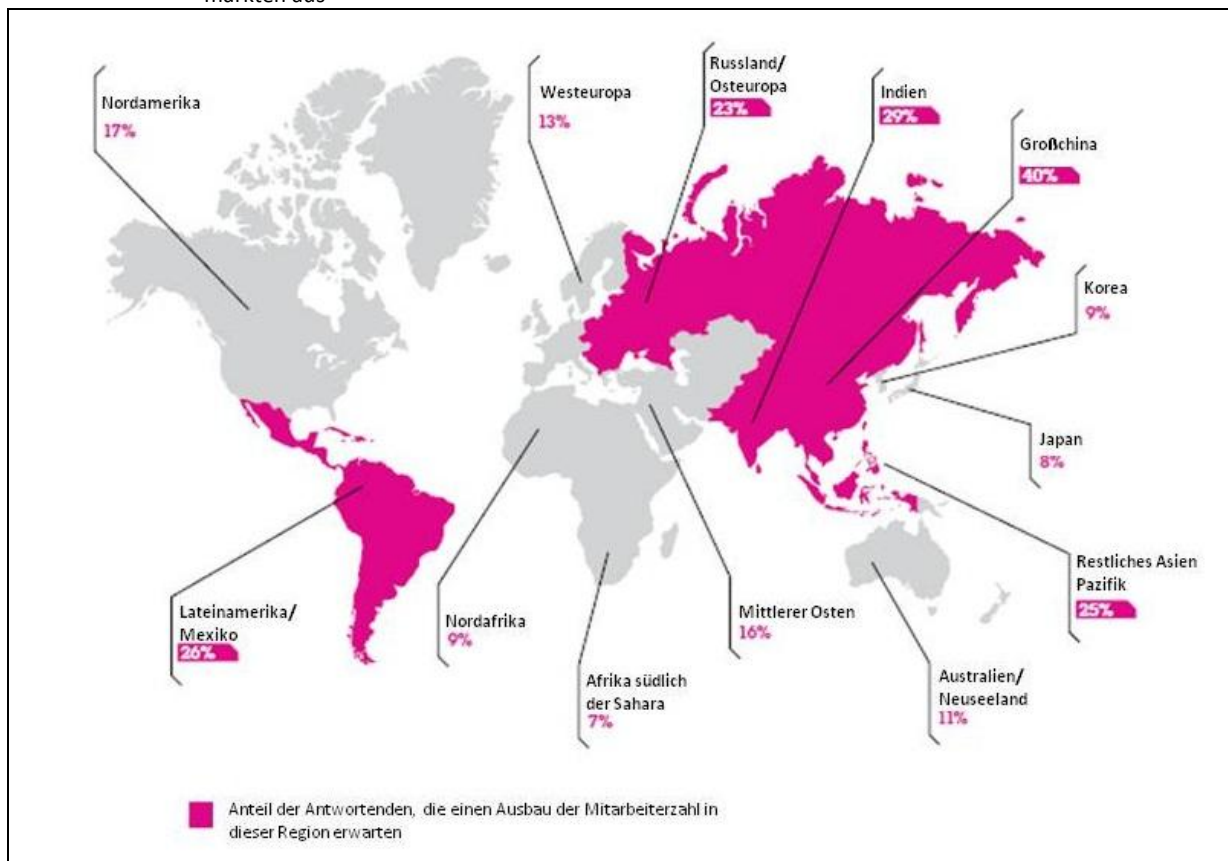 märkten aus
Nordamerika
17%
Westeuropa
13%
Russland/
Osteuropa
23%
Indien
29%
Großchina
40%
Korea
9%
Japan
8%
Restliches Asien
Pazifik
25%
Lateinamerika/
Mexiko
26%
Nordafrika
9%
Afrika südlich
der Sahara
7%
Mittlerer Osten
16%
Australien/
Neuseeland
11%
Anteil der Antwortenden, die einen Ausbau der Mitarbeiterzahl in
dieser Region erwarten